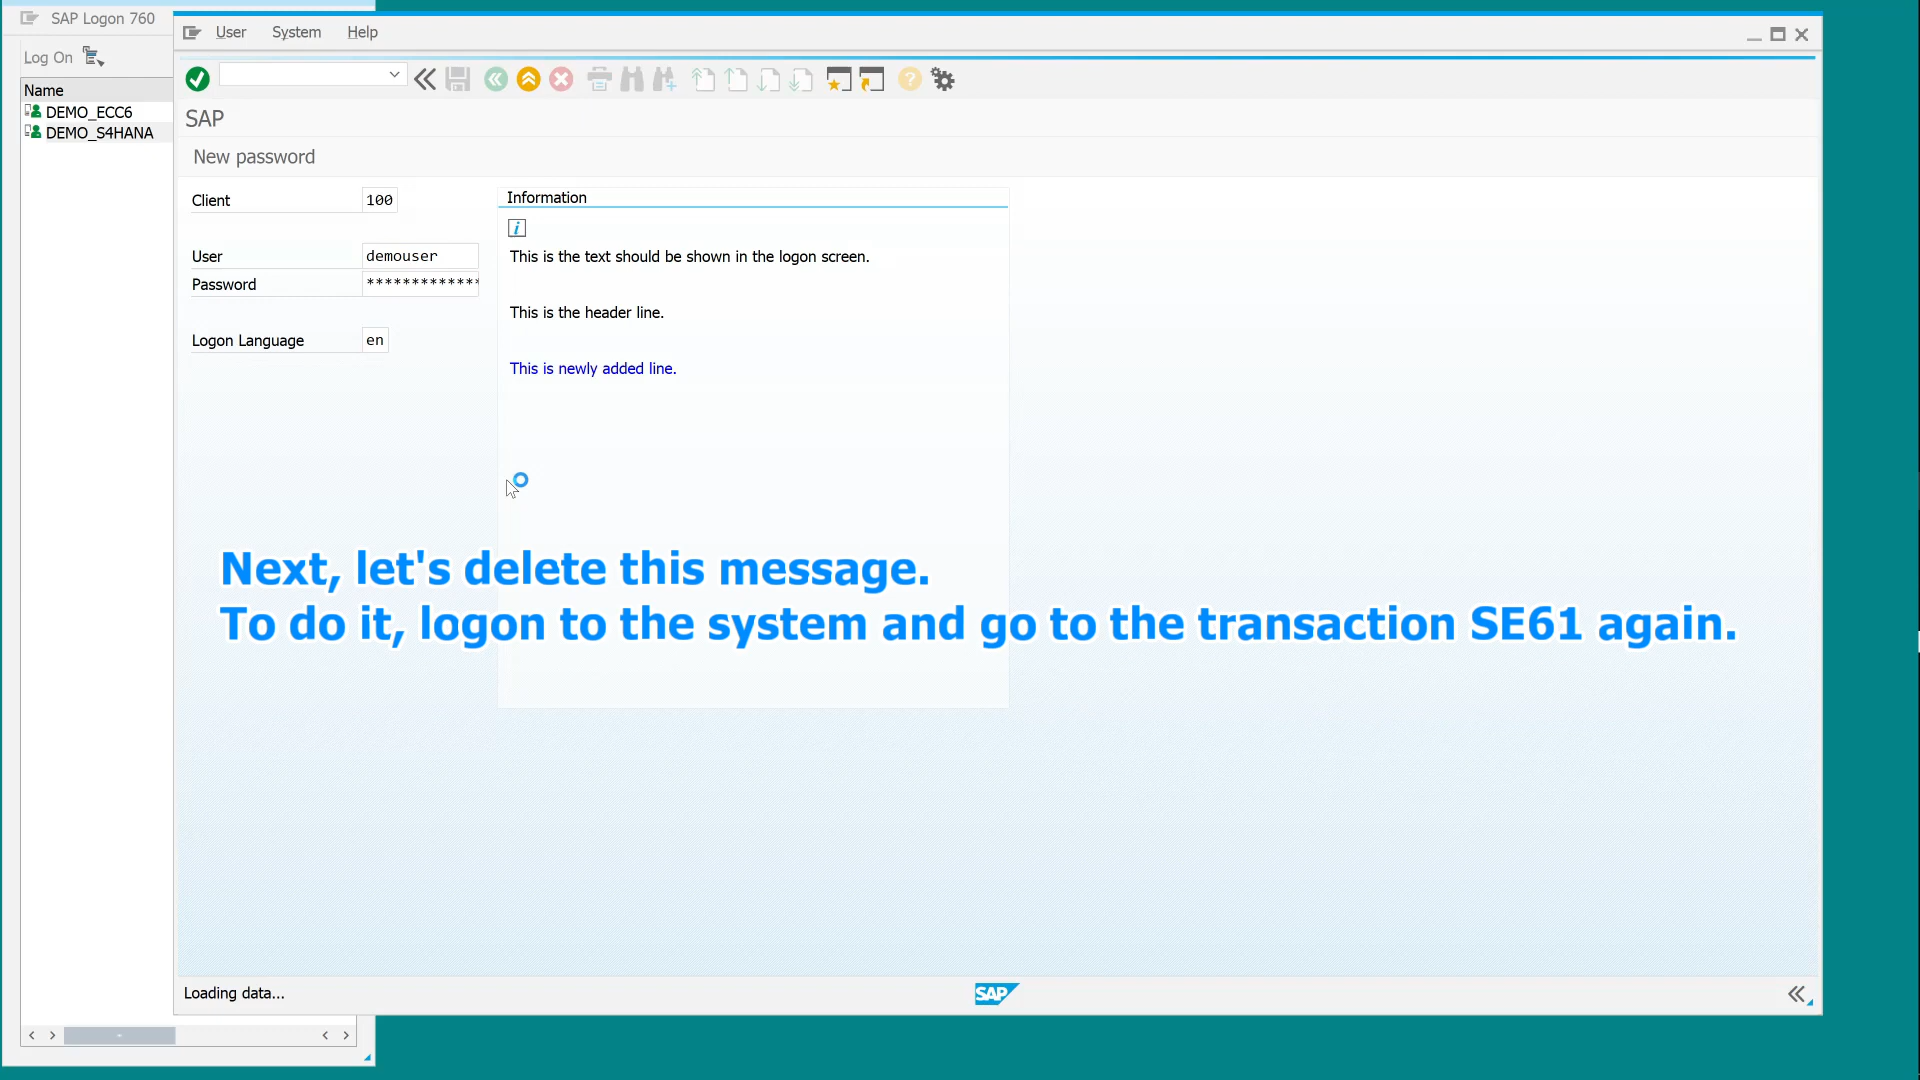 SAP Logon 760
User System Help
Log On
Name
DEMO_ECC6
DEMO_S4HANA
SAP
New password
Client 100
Information
i
User demouser
This is the text should be shown in the logon screen.
Password *************
This is the header line.
Logon Language en
This is newly added line.
Next, let's delete this message.
To do it, logon to the system and go to the transaction SE61 again.
Loading data...
SAP